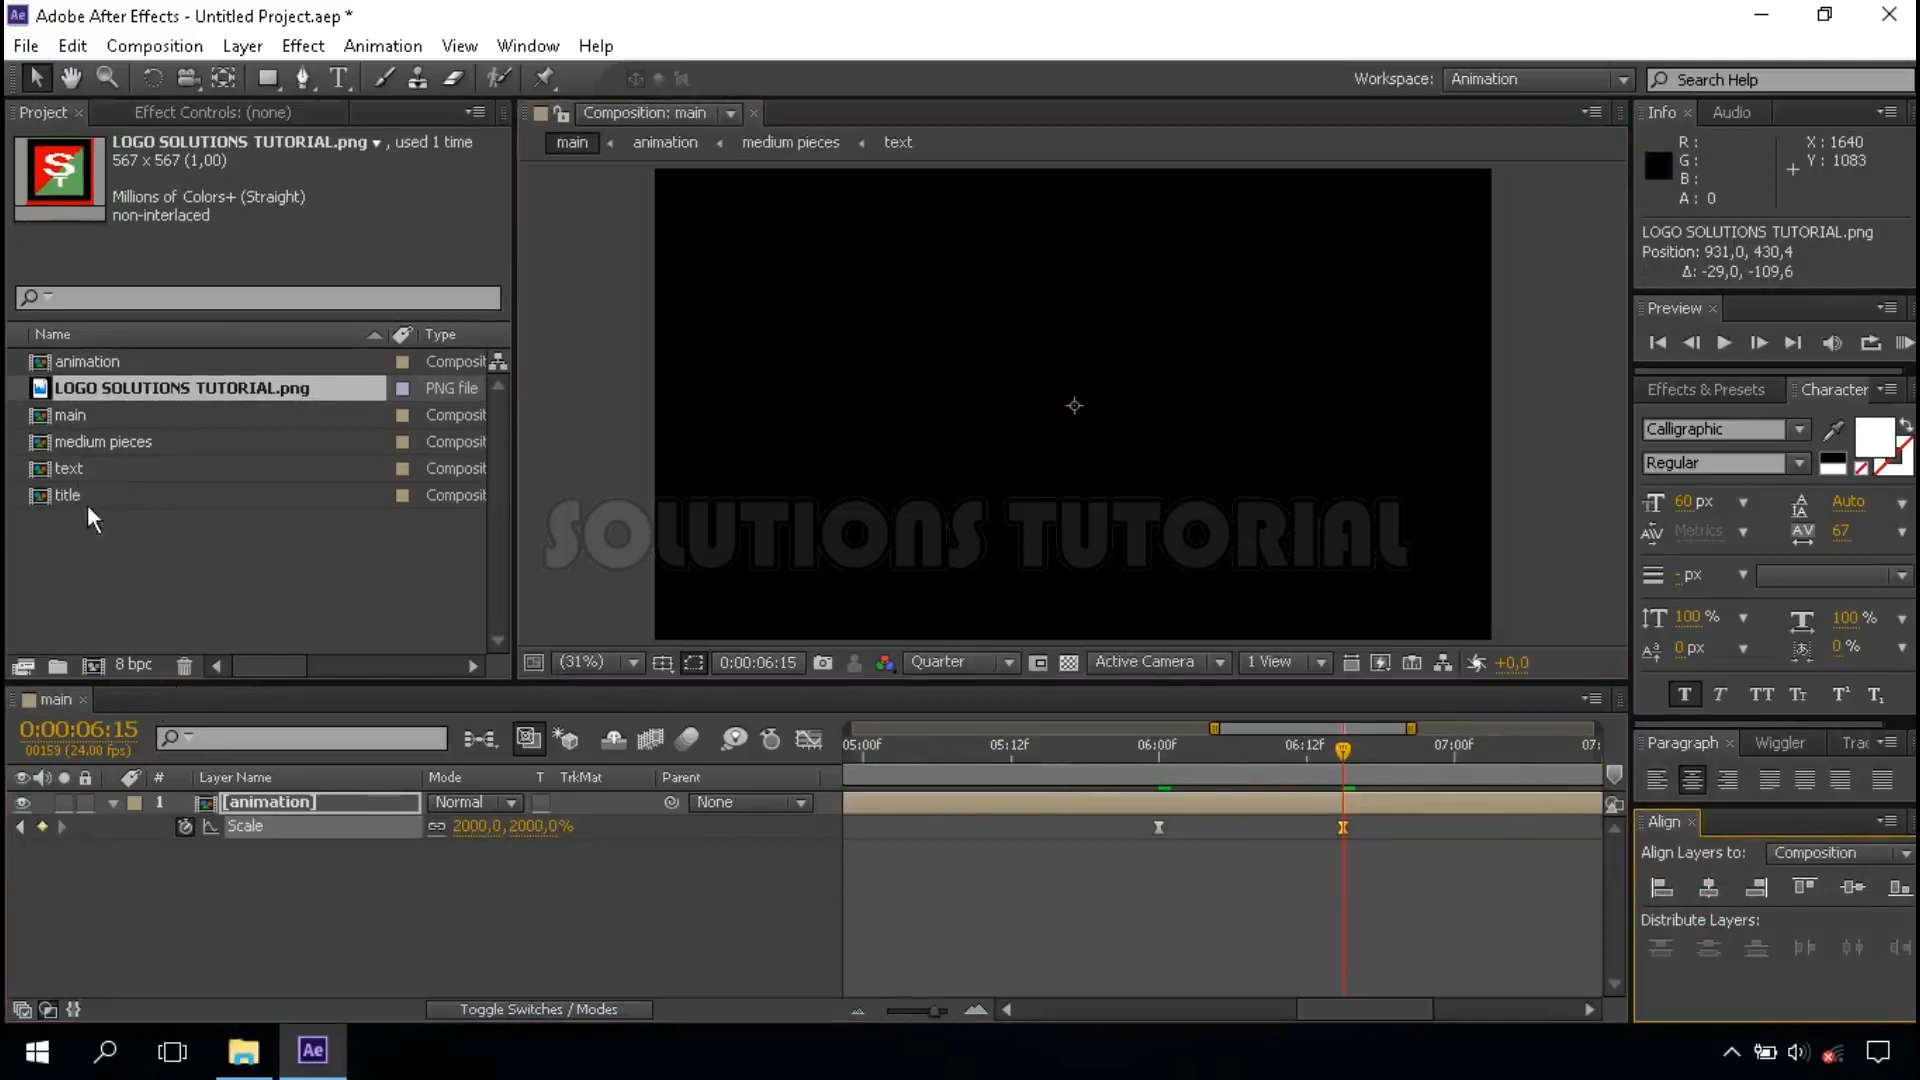 Adobe After Effects - Untitled Project.aep *
File Edit Composition Layer Effect Animation View Window Help
Workspace: Animation Search Help
Project Effect Controls: (none)
LOGO SOLUTIONS TUTORIAL.png , used 1 time
567 x 567 (1,00)
Millions of Colors+ (Straight)
non-interlaced
Name Type
animation Composit
LOGO SOLUTIONS TUTORIAL.png PNG file
main Composit
medium pieces Composit
text Composit
title Composit
8 bpc
Composition: main
main animation medium pieces text
SOLUTIONS TUTORIAL
(31%) 0:00:06:15 Quarter Active Camera 1 View +0,0
Info Audio
R : X : 1640
G : Y : 1083
B :
A : 0
LOGO SOLUTIONS TUTORIAL.png
Position: 931,0, 430,4
Δ: -29,0, -109,6
Preview
Effects & Presets Character
Calligraphic
Regular
60 px Auto
Metrics 67
- px
100 % 100 %
0 px 0 %
T T TT Tт T¹ T₁
Paragraph Wiggler Trac
Align
Align Layers to: Composition
Distribute Layers:
main
0:00:06:15
00159 (24.00 fps)
05:00f 05:12f 06:00f 06:12f 07:00f 07:
# Layer Name Mode T TrkMat Parent
1 [animation] Normal None
Scale 2000,0, 2000,0%
Toggle Switches / Modes
Ae